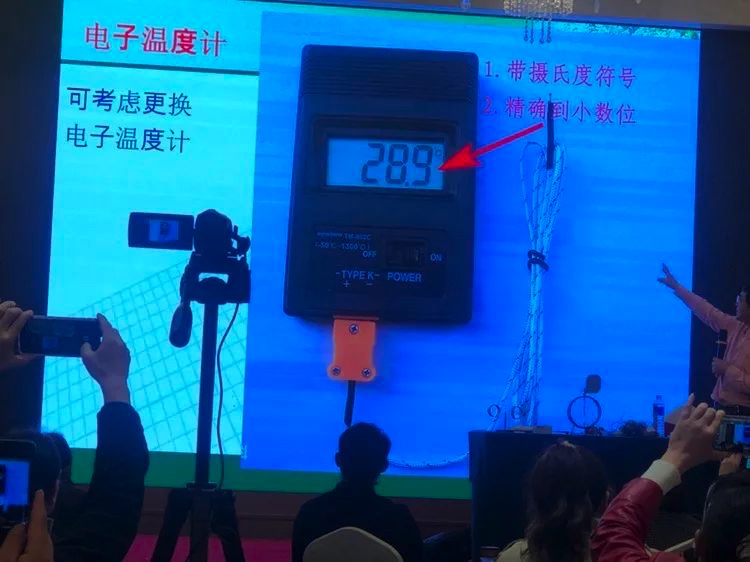 电子温度计
可考虑更换
电子温度计
1. 带摄氏度符号
2. 精确到小数位
28.9
OFF
ON
-TYPE K-
POWER
+ -